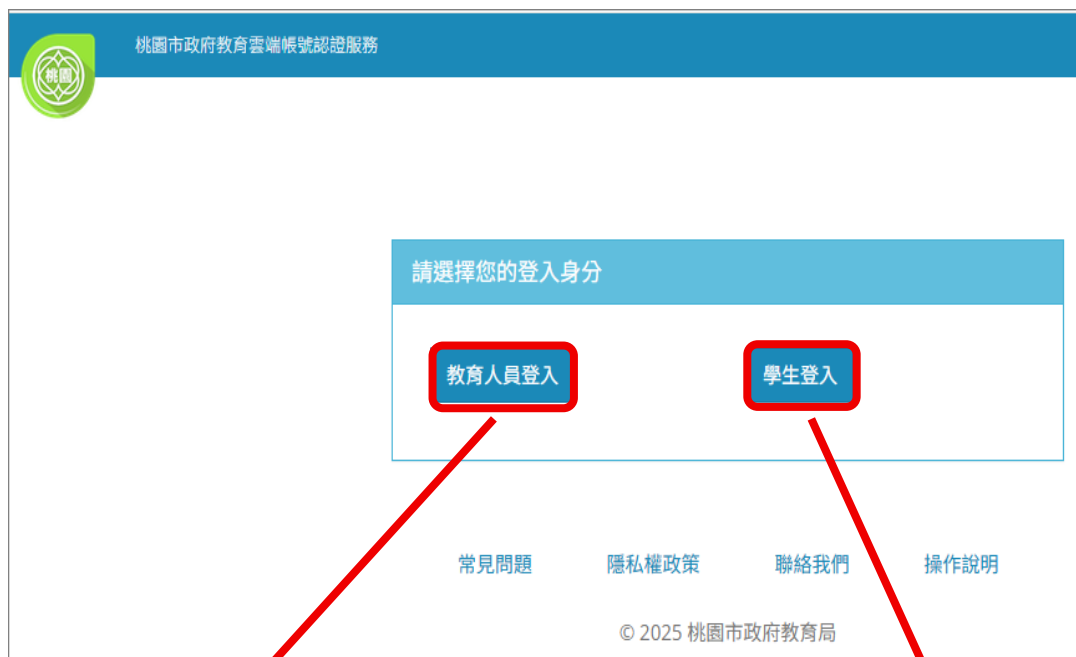 桃園市政府教育雲端帳號認證服務
桃園
請選擇您的登入身分
教育人員登入 學生登入
常見問題 隱私權政策 聯絡我們 操作說明
© 2025 桃園市政府教育局